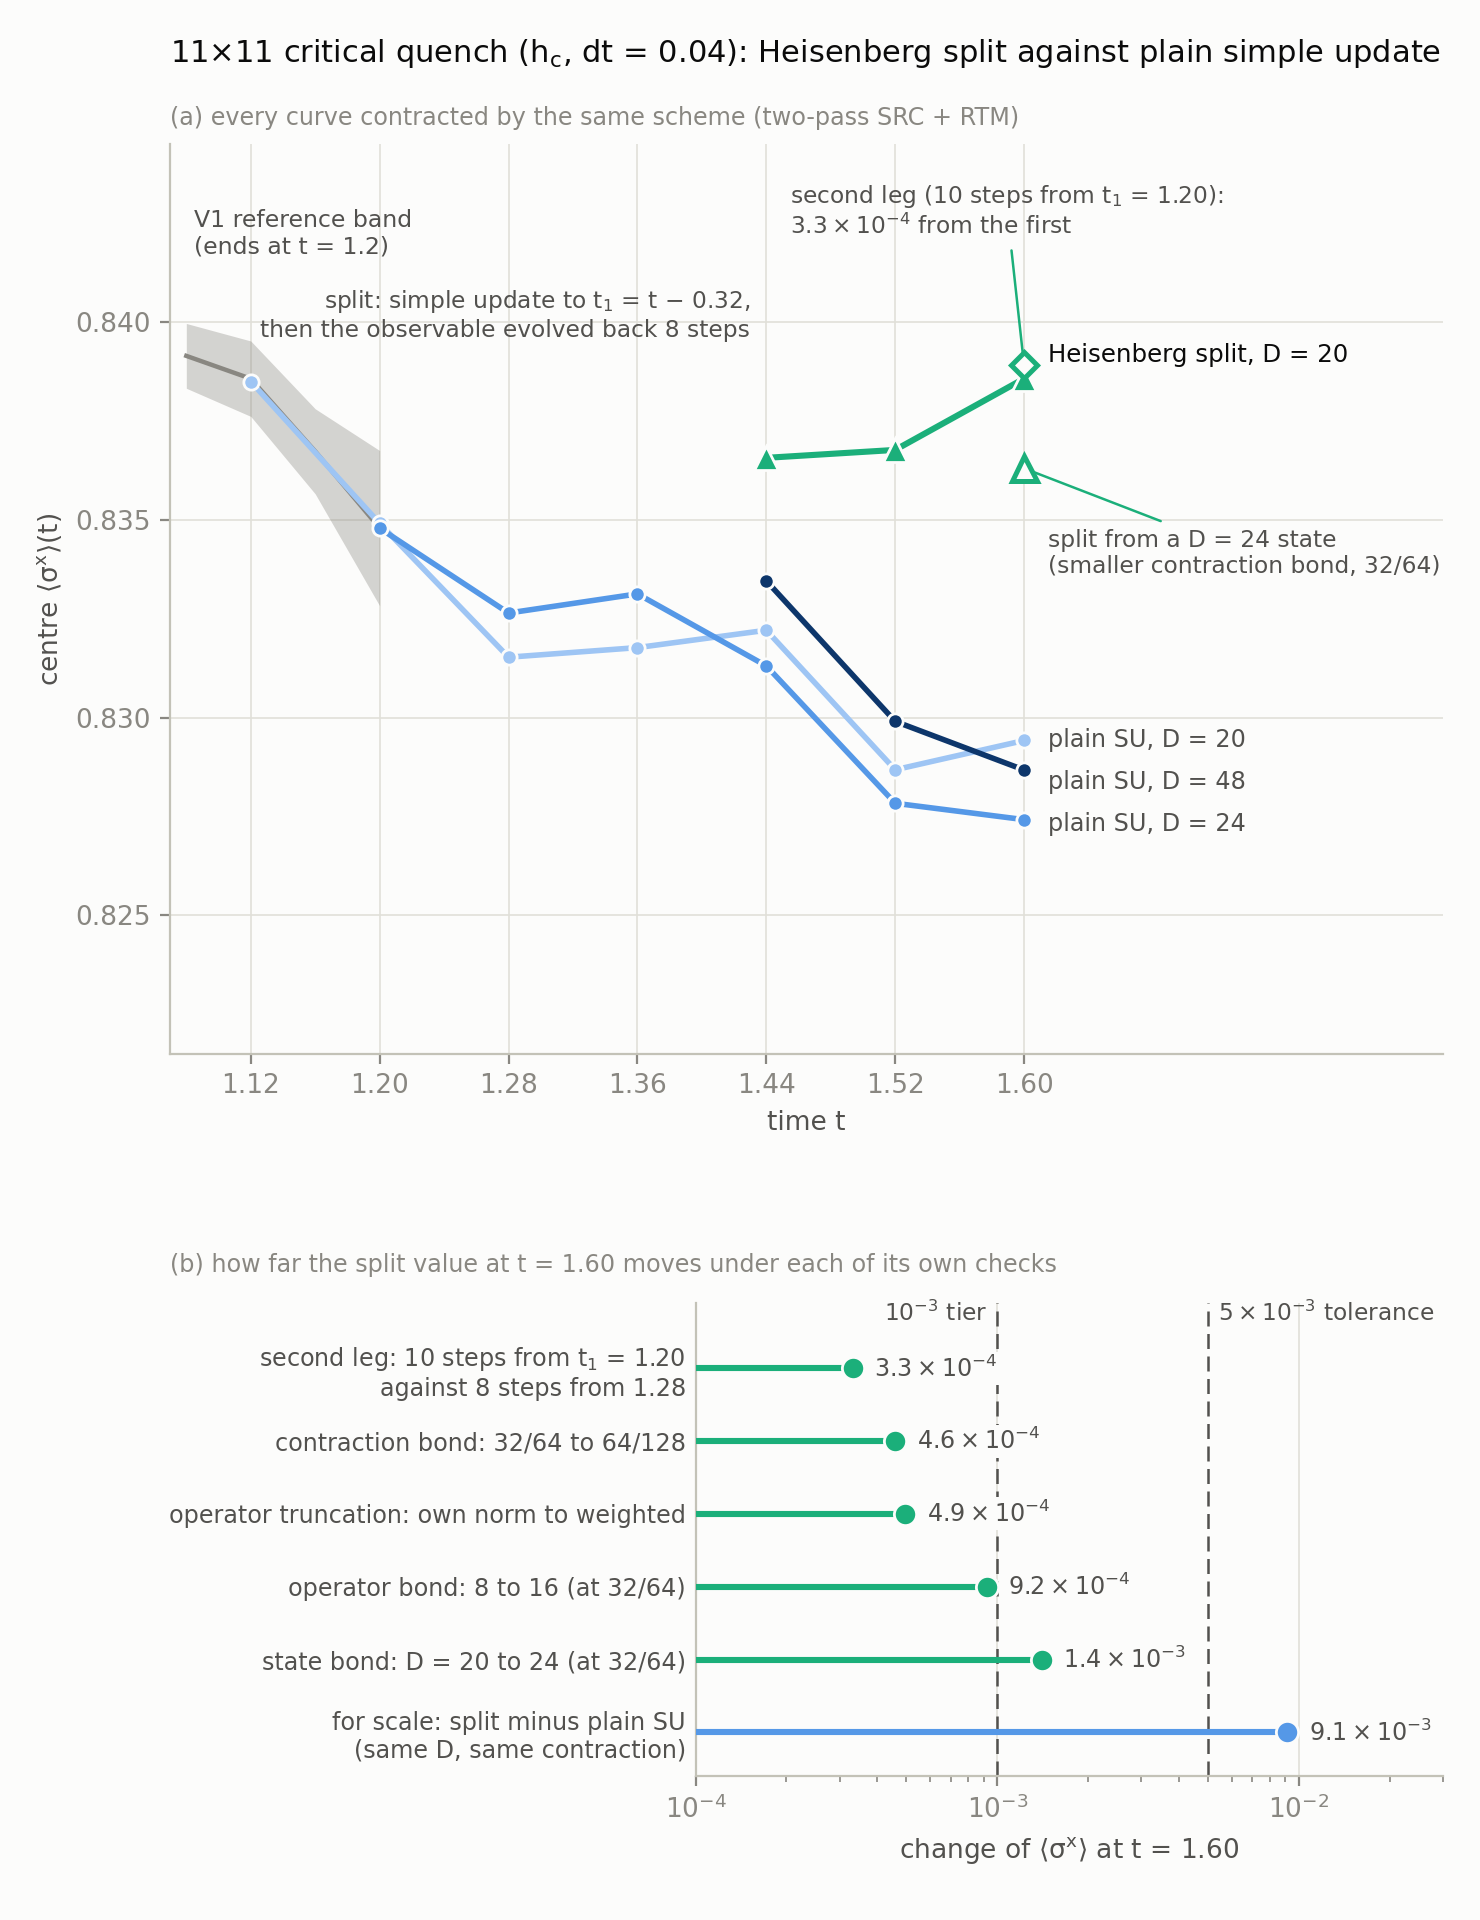 11×11 critical quench (h_c, dt = 0.04): Heisenberg split against plain simple update
(a) every curve contracted by the same scheme (two-pass SRC + RTM)
second leg (10 steps from t₁ = 1.20):
3.3 × 10⁻⁴ from the first
V1 reference band
(ends at t = 1.2)
split: simple update to t₁ = t − 0.32,
then the observable evolved back 8 steps
0.840
Heisenberg split, D = 20
0.835
split from a D = 24 state
(smaller contraction bond, 32/64)
centre ⟨σˣ⟩(t)
0.830
plain SU, D = 20
plain SU, D = 48
plain SU, D = 24
0.825
1.12 1.20 1.28 1.36 1.44 1.52 1.60
time t
(b) how far the split value at t = 1.60 moves under each of its own checks
10⁻³ tier
5 × 10⁻³ tolerance
second leg: 10 steps from t₁ = 1.20
against 8 steps from 1.28
3.3 × 10⁻⁴
contraction bond: 32/64 to 64/128
4.6 × 10⁻⁴
operator truncation: own norm to weighted
4.9 × 10⁻⁴
operator bond: 8 to 16 (at 32/64)
9.2 × 10⁻⁴
state bond: D = 20 to 24 (at 32/64)
1.4 × 10⁻³
for scale: split minus plain SU
(same D, same contraction)
9.1 × 10⁻³
10⁻⁴ 10⁻³ 10⁻²
change of ⟨σˣ⟩ at t = 1.60